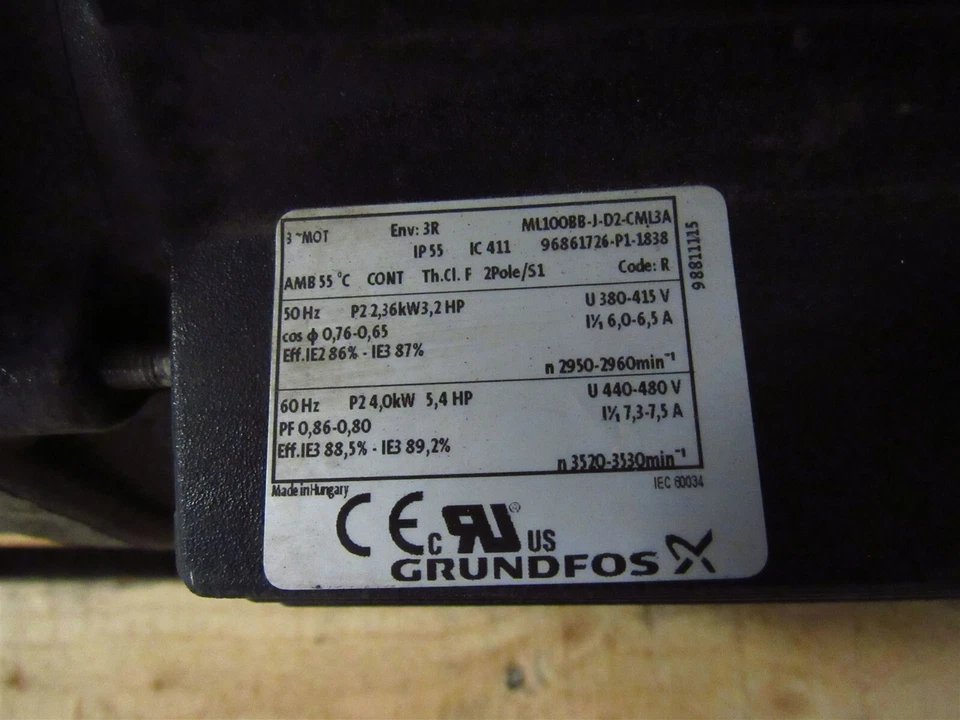 3 ~MOT Env: 3R ML100BB-J-D2-CML3A
IP 55 IC 411 96861726-P1-1838
AMB 55 °C CONT Th.Cl. F 2Pole/S1 Code: R
50 Hz P2 2,36kW3,2 HP U 380-415 V
cos ϕ 0,76-0,65 I1/1 6,0-6,5 A
Eff.IE2 86% - IE3 87%
n 2950-2960min⁻¹
60 Hz P2 4,0kW 5,4 HP U 440-480 V
PF 0,86-0,80 I1/1 7,3-7,5 A
Eff.IE3 88,5% - IE3 89,2%
n 3520-3530min⁻¹
Made in Hungary IEC 60034
98811115
CE c RU ® US
GRUNDFOS X